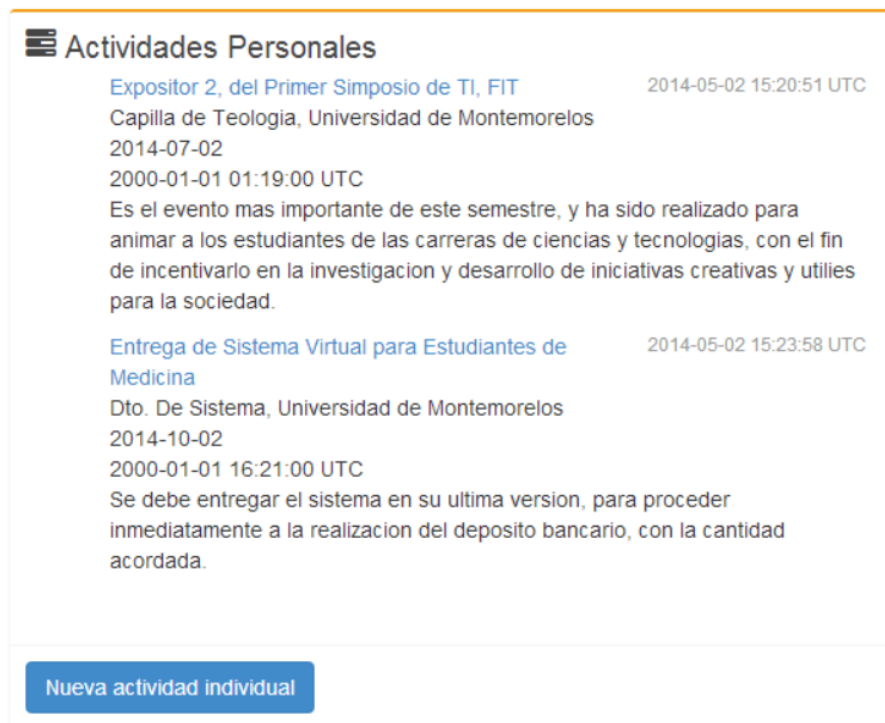 Actividades Personales
Expositor 2, del Primer Simposio de TI, FIT 2014-05-02 15:20:51 UTC
Capilla de Teologia, Universidad de Montemorelos
2014-07-02
2000-01-01 01:19:00 UTC
Es el evento mas importante de este semestre, y ha sido realizado para
animar a los estudiantes de las carreras de ciencias y tecnologias, con el fin
de incentivarlo en la investigacion y desarrollo de iniciativas creativas y utilies
para la sociedad.
Entrega de Sistema Virtual para Estudiantes de 2014-05-02 15:23:58 UTC
Medicina
Dto. De Sistema, Universidad de Montemorelos
2014-10-02
2000-01-01 16:21:00 UTC
Se debe entregar el sistema en su ultima version, para proceder
inmediatamente a la realizacion del deposito bancario, con la cantidad
acordada.
Nueva actividad individual